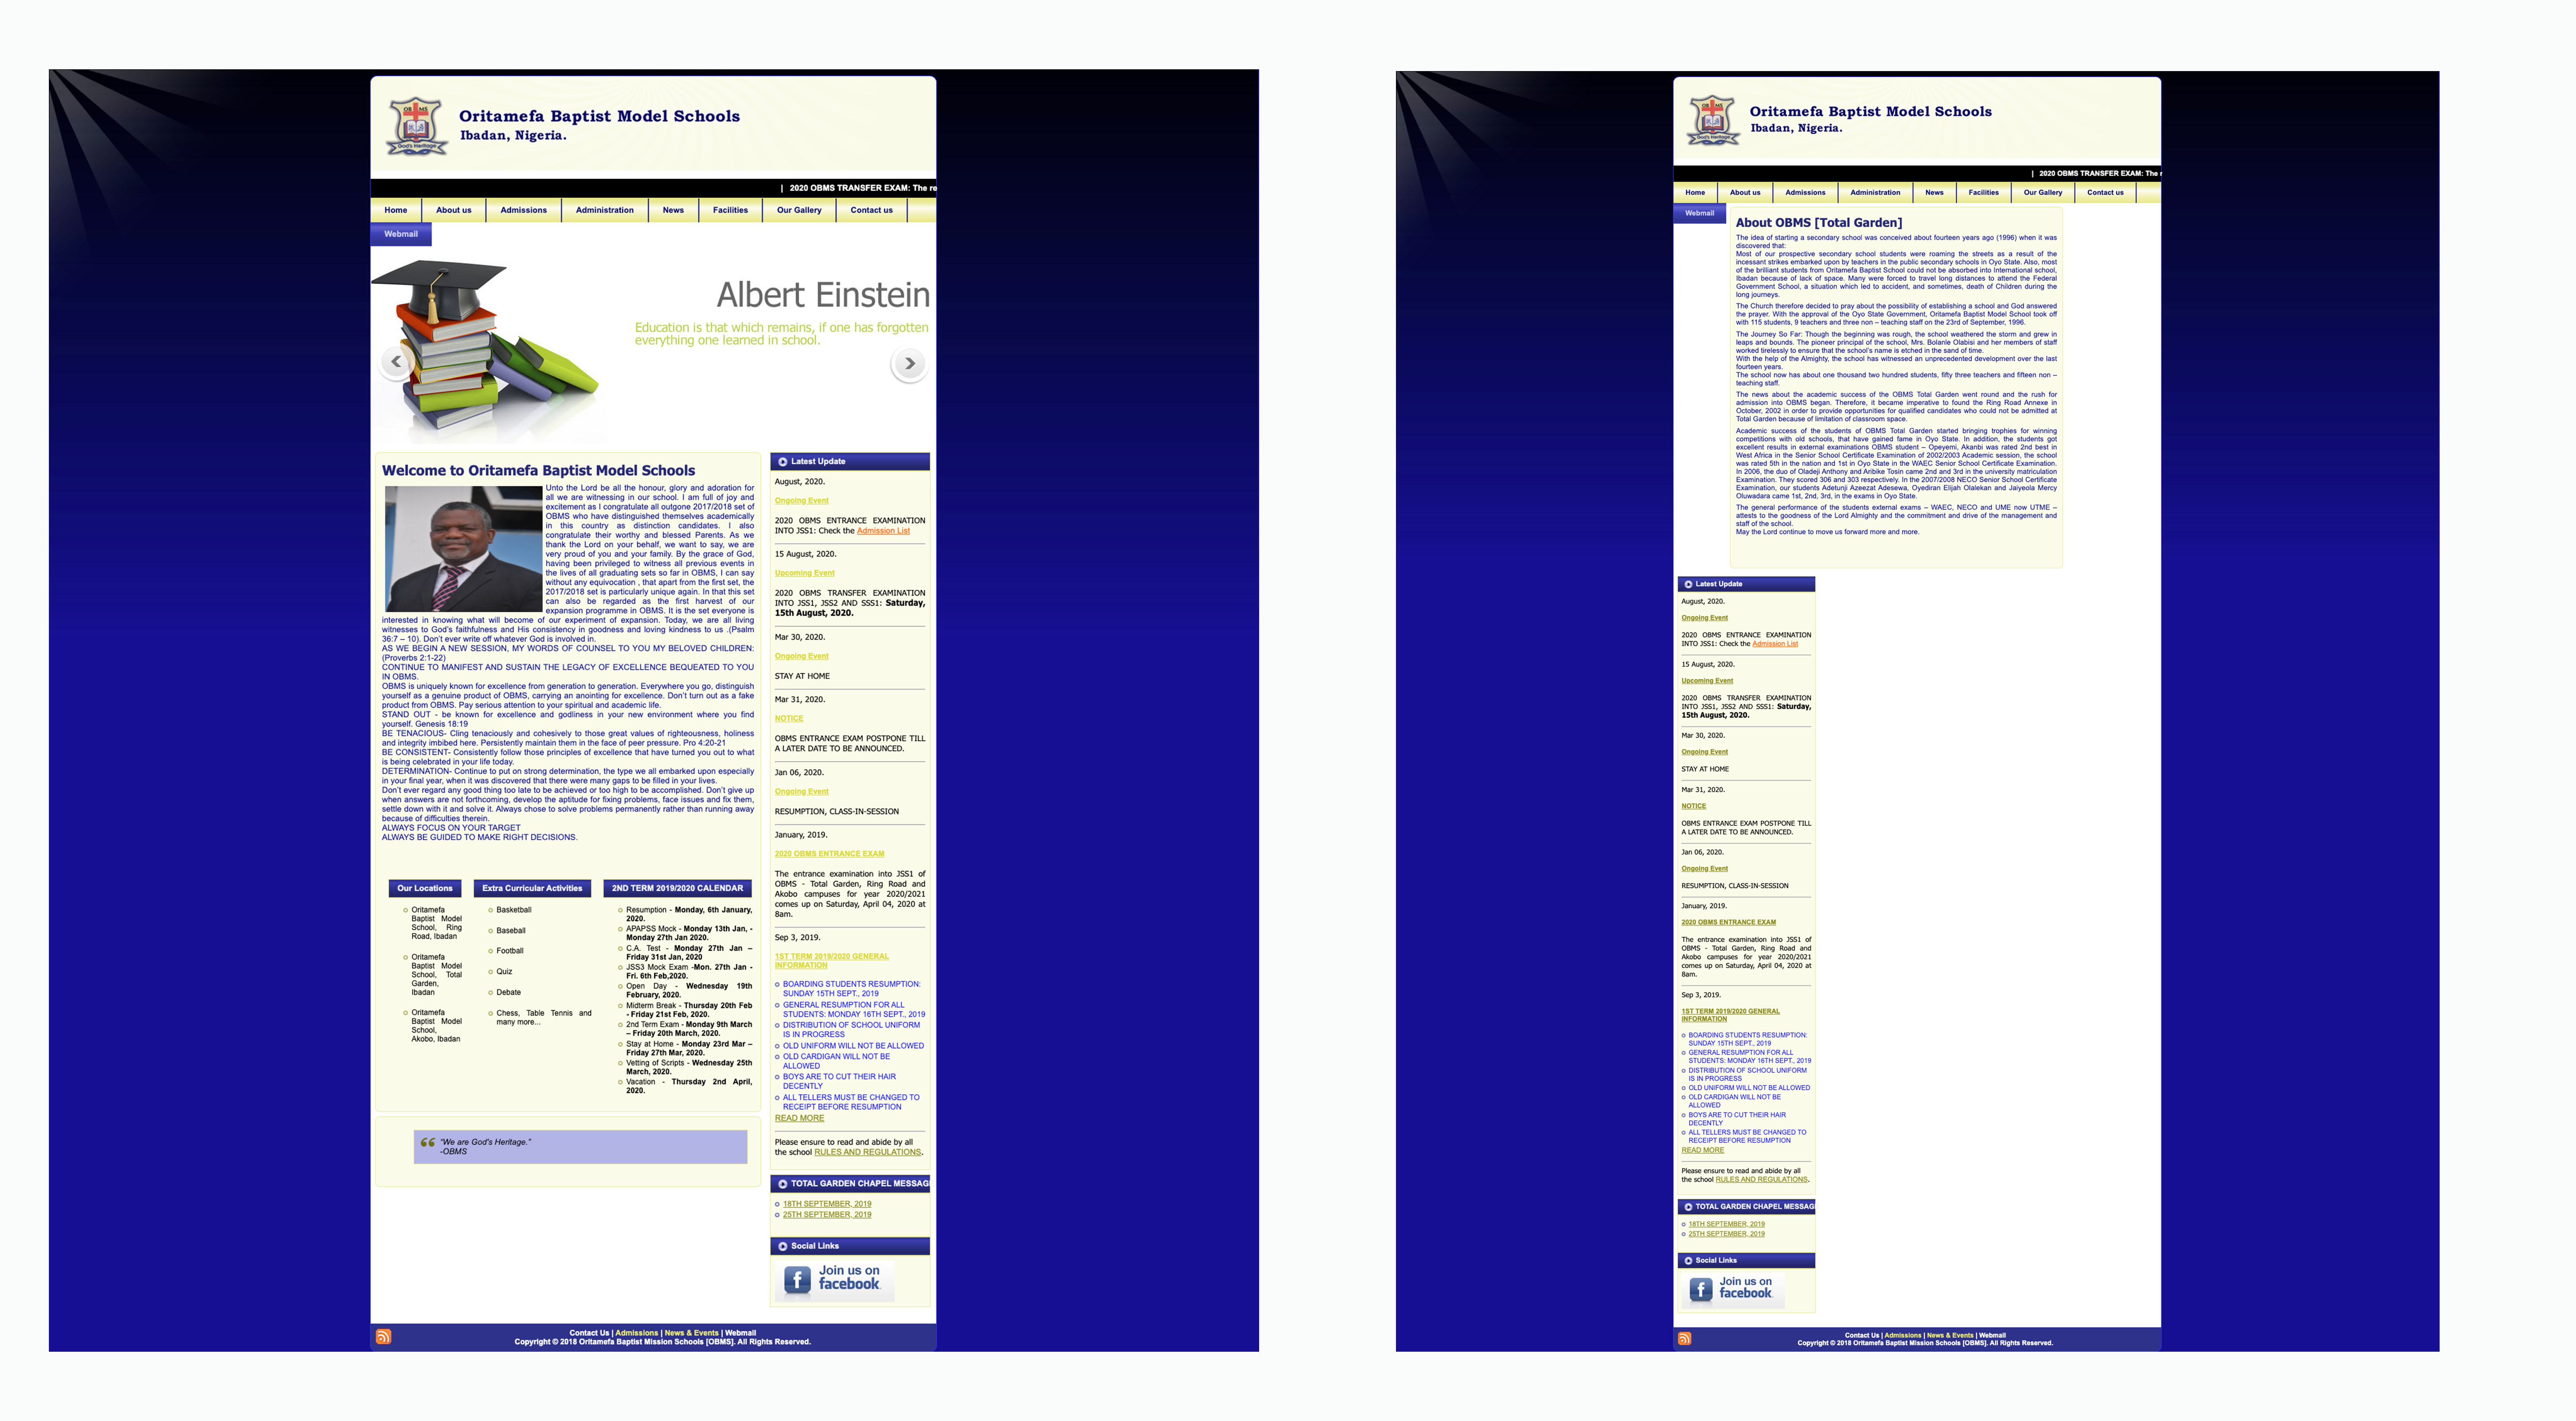 OB MS
God's Heritage
Oritamefa Baptist Model Schools
Ibadan, Nigeria.
| 2020 OBMS TRANSFER EXAM: The re
Home
About us
Admissions
Administration
News
Facilities
Our Gallery
Contact us
Webmail
Albert Einstein
Education is that which remains, if one has forgotten
everything one learned in school.
Welcome to Oritamefa Baptist Model Schools
Unto the Lord be all the honour, glory and adoration for
all we are witnessing in our school. I am full of joy and
excitement as I congratulate all outgone 2017/2018 set of
OBMS who have distinguished themselves academically
in this country as distinction candidates. I also
congratulate their worthy and blessed Parents. As we
thank the Lord on your behalf, we want to say, we are
very proud of you and your family. By the grace of God,
having been privileged to witness all previous events in
the lives of all graduating sets so far in OBMS, I can say
without any equivocation , that apart from the first set, the
2017/2018 set is particularly unique again. In that this set
can also be regarded as the first harvest of our
expansion programme in OBMS. It is the set everyone is
interested in knowing what will become of our experiment of expansion. Today, we are all living
witnesses to God's faithfulness and His consistency in goodness and loving kindness to us .(Psalm
36:7 – 10). Don't ever write off whatever God is involved in.
AS WE BEGIN A NEW SESSION, MY WORDS OF COUNSEL TO YOU MY BELOVED CHILDREN:
(Proverbs 2:1-22)
CONTINUE TO MANIFEST AND SUSTAIN THE LEGACY OF EXCELLENCE BEQUEATED TO YOU
IN OBMS.
OBMS is uniquely known for excellence from generation to generation. Everywhere you go, distinguish
yourself as a genuine product of OBMS, carrying an anointing for excellence. Don't turn out as a fake
product from OBMS. Pay serious attention to your spiritual and academic life.
STAND OUT - be known for excellence and godliness in your new environment where you find
yourself. Genesis 18:19
BE TENACIOUS- Cling tenaciously and cohesively to those great values of righteousness, holiness
and integrity imbibed here. Persistently maintain them in the face of peer pressure. Pro 4:20-21
BE CONSISTENT- Consistently follow those principles of excellence that have turned you out to what
is being celebrated in your life today.
DETERMINATION- Continue to put on strong determination, the type we all embarked upon especially
in your final year, when it was discovered that there were many gaps to be filled in your lives.
Don't ever regard any good thing too late to be achieved or too high to be accomplished. Don't give up
when answers are not forthcoming, develop the aptitude for fixing problems, face issues and fix them,
settle down with it and solve it. Always chose to solve problems permanently rather than running away
because of difficulties therein.
ALWAYS FOCUS ON YOUR TARGET
ALWAYS BE GUIDED TO MAKE RIGHT DECISIONS.
Our Locations
Oritamefa
Baptist Model
School, Ring
Road, Ibadan
Oritamefa
Baptist Model
School, Total
Garden,
Ibadan
Oritamefa
Baptist Model
School,
Akobo, Ibadan
Extra Curricular Activities
Basketball
Baseball
Football
Quiz
Debate
Chess, Table Tennis and
many more...
2ND TERM 2019/2020 CALENDAR
Resumption - Monday, 6th January,
2020.
APAPSS Mock - Monday 13th Jan, -
Monday 27th Jan 2020.
C.A. Test - Monday 27th Jan –
Friday 31st Jan, 2020
JSS3 Mock Exam -Mon. 27th Jan -
Fri. 6th Feb,2020.
Open Day - Wednesday 19th
February, 2020.
Midterm Break - Thursday 20th Feb
- Friday 21st Feb, 2020.
2nd Term Exam - Monday 9th March
– Friday 20th March, 2020.
Stay at Home - Monday 23rd Mar –
Friday 27th Mar, 2020.
Vetting of Scripts - Wednesday 25th
March, 2020.
Vacation - Thursday 2nd April,
2020.
"We are God's Heritage."
-OBMS
Latest Update
August, 2020.
Ongoing Event
2020 OBMS ENTRANCE EXAMINATION
INTO JSS1: Check the Admission List
15 August, 2020.
Upcoming Event
2020 OBMS TRANSFER EXAMINATION
INTO JSS1, JSS2 AND SSS1: Saturday,
15th August, 2020.
Mar 30, 2020.
Ongoing Event
STAY AT HOME
Mar 31, 2020.
NOTICE
OBMS ENTRANCE EXAM POSTPONE TILL
A LATER DATE TO BE ANNOUNCED.
Jan 06, 2020.
Ongoing Event
RESUMPTION, CLASS-IN-SESSION
January, 2019.
2020 OBMS ENTRANCE EXAM
The entrance examination into JSS1 of
OBMS - Total Garden, Ring Road and
Akobo campuses for year 2020/2021
comes up on Saturday, April 04, 2020 at
8am.
Sep 3, 2019.
1ST TERM 2019/2020 GENERAL
INFORMATION
BOARDING STUDENTS RESUMPTION:
SUNDAY 15TH SEPT., 2019
GENERAL RESUMPTION FOR ALL
STUDENTS: MONDAY 16TH SEPT., 2019
DISTRIBUTION OF SCHOOL UNIFORM
IS IN PROGRESS
OLD UNIFORM WILL NOT BE ALLOWED
OLD CARDIGAN WILL NOT BE
ALLOWED
BOYS ARE TO CUT THEIR HAIR
DECENTLY
ALL TELLERS MUST BE CHANGED TO
RECEIPT BEFORE RESUMPTION
READ MORE
Please ensure to read and abide by all
the school RULES AND REGULATIONS.
TOTAL GARDEN CHAPEL MESSAG
18TH SEPTEMBER, 2019
25TH SEPTEMBER, 2019
Social Links
Join us on
facebook.
Contact Us | Admissions | News & Events | Webmail
Copyright © 2018 Oritamefa Baptist Mission Schools [OBMS]. All Rights Reserved.
OB MS
God's Heritage
Oritamefa Baptist Model Schools
Ibadan, Nigeria.
| 2020 OBMS TRANSFER EXAM: The r
Home
About us
Admissions
Administration
News
Facilities
Our Gallery
Contact us
Webmail
About OBMS [Total Garden]
The idea of starting a secondary school was conceived about fourteen years ago (1996) when it was
discovered that:
Most of our prospective secondary school students were roaming the streets as a result of the
incessant strikes embarked upon by teachers in the public secondary schools in Oyo State. Also, most
of the brilliant students from Oritamefa Baptist School could not be absorbed into International school,
Ibadan because of lack of space. Many were forced to travel long distances to attend the Federal
Government School, a situation which led to accident, and sometimes, death of Children during the
long journeys.
The Church therefore decided to pray about the possibility of establishing a school and God answered
the prayer. With the approval of the Oyo State Government, Oritamefa Baptist Model School took off
with 115 students, 9 teachers and three non – teaching staff on the 23rd of September, 1996.
The Journey So Far: Though the beginning was rough, the school weathered the storm and grew in
leaps and bounds. The pioneer principal of the school, Mrs. Bolanle Olabisi and her members of staff
worked tirelessly to ensure that the school's name is etched in the sand of time.
With the help of the Almighty, the school has witnessed an unprecedented development over the last
fourteen years.
The school now has about one thousand two hundred students, fifty three teachers and fifteen non –
teaching staff.
The news about the academic success of the OBMS Total Garden went round and the rush for
admission into OBMS began. Therefore, it became imperative to found the Ring Road Annexe in
October, 2002 in order to provide opportunities for qualified candidates who could not be admitted at
Total Garden because of limitation of classroom space.
Academic success of the students of OBMS Total Garden started bringing trophies for winning
competitions with old schools, that have gained fame in Oyo State. In addition, the students got
excellent results in external examinations OBMS student – Opeyemi. Akanbi was rated 2nd best in
West Africa in the Senior School Certificate Examination of 2002/2003 Academic session, the school
was rated 5th in the nation and 1st in Oyo State in the WAEC Senior School Certificate Examination.
In 2006, the duo of Oladeji Anthony and Aribike Tosin came 2nd and 3rd in the university matriculation
Examination. They scored 306 and 303 respectively. In the 2007/2008 NECO Senior School Certificate
Examination, our students Adetunji Azeezat Adesewa, Oyediran Elijah Olalekan and Jaiyeola Mercy
Oluwadara came 1st, 2nd, 3rd, in the exams in Oyo State.
The general performance of the students external exams – WAEC, NECO and UME now UTME –
attests to the goodness of the Lord Almighty and the commitment and drive of the management and
staff of the school.
May the Lord continue to move us forward more and more.
Latest Update
August, 2020.
Ongoing Event
2020 OBMS ENTRANCE EXAMINATION
INTO JSS1: Check the Admission List
15 August, 2020.
Upcoming Event
2020 OBMS TRANSFER EXAMINATION
INTO JSS1, JSS2 AND SSS1: Saturday,
15th August, 2020.
Mar 30, 2020.
Ongoing Event
STAY AT HOME
Mar 31, 2020.
NOTICE
OBMS ENTRANCE EXAM POSTPONE TILL
A LATER DATE TO BE ANNOUNCED.
Jan 06, 2020.
Ongoing Event
RESUMPTION, CLASS-IN-SESSION
January, 2019.
2020 OBMS ENTRANCE EXAM
The entrance examination into JSS1 of
OBMS - Total Garden, Ring Road and
Akobo campuses for year 2020/2021
comes up on Saturday, April 04, 2020 at
8am.
Sep 3, 2019.
1ST TERM 2019/2020 GENERAL
INFORMATION
BOARDING STUDENTS RESUMPTION:
SUNDAY 15TH SEPT., 2019
GENERAL RESUMPTION FOR ALL
STUDENTS: MONDAY 16TH SEPT., 2019
DISTRIBUTION OF SCHOOL UNIFORM
IS IN PROGRESS
OLD UNIFORM WILL NOT BE ALLOWED
OLD CARDIGAN WILL NOT BE
ALLOWED
BOYS ARE TO CUT THEIR HAIR
DECENTLY
ALL TELLERS MUST BE CHANGED TO
RECEIPT BEFORE RESUMPTION
READ MORE
Please ensure to read and abide by all
the school RULES AND REGULATIONS.
TOTAL GARDEN CHAPEL MESSAG
18TH SEPTEMBER, 2019
25TH SEPTEMBER, 2019
Social Links
Join us on
facebook
Contact Us | Admissions | News & Events | Webmail
Copyright © 2018 Oritamefa Baptist Mission Schools [OBMS]. All Rights Reserved.